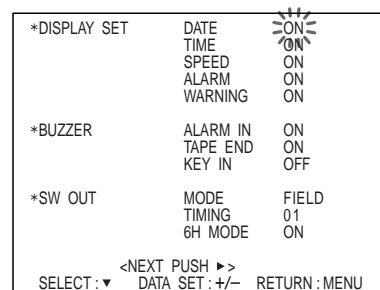 *DISPLAY SET DATE ON
TIME ON
SPEED ON
ALARM ON
WARNING ON
*BUZZER ALARM IN ON
TAPE END ON
KEY IN OFF
*SW OUT MODE FIELD
TIMING 01
6H MODE ON
<NEXT PUSH ►>
SELECT : ▼ DATA SET : +/− RETURN : MENU